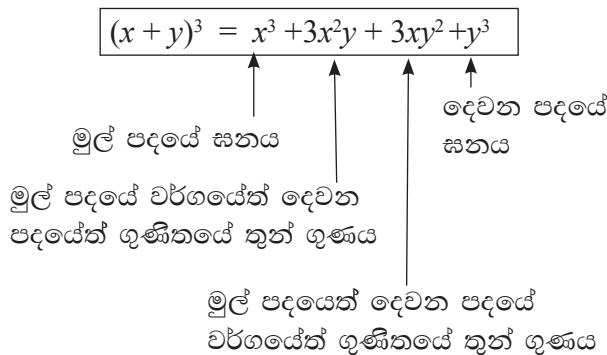 (x + y)³ = x³ +3x²y + 3xy² +y³
දෙවන පදයේ
ඝනය
මුල් පදයේ ඝනය
මුල් පදයේ වර්ගයේත් දෙවන
පදයේත් ගුණිතයේ තුන් ගුණය
මුල් පදයෙත් දෙවන පදයේ
වර්ගයේත් ගුණිතයේ තුන් ගුණය